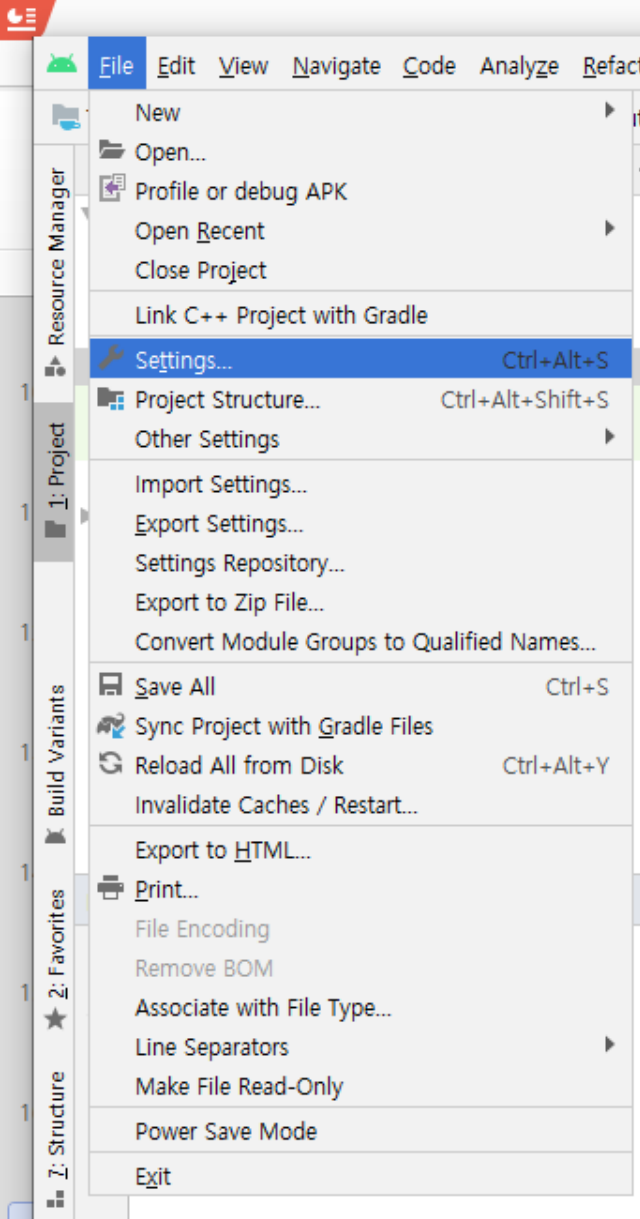 File Edit View Navigate Code Analyze Refact
New
Open...
Profile or debug APK
Open Recent
Close Project
Link C++ Project with Gradle
Settings... Ctrl+Alt+S
Project Structure... Ctrl+Alt+Shift+S
Other Settings
Import Settings...
Export Settings...
Settings Repository...
Export to Zip File...
Convert Module Groups to Qualified Names...
Save All Ctrl+S
Sync Project with Gradle Files
Reload All from Disk Ctrl+Alt+Y
Invalidate Caches / Restart...
Export to HTML...
Print...
File Encoding
Remove BOM
Associate with File Type...
Line Separators
Make File Read-Only
Power Save Mode
Exit
Resource Manager
1: Project
Build Variants
2: Favorites
7: Structure